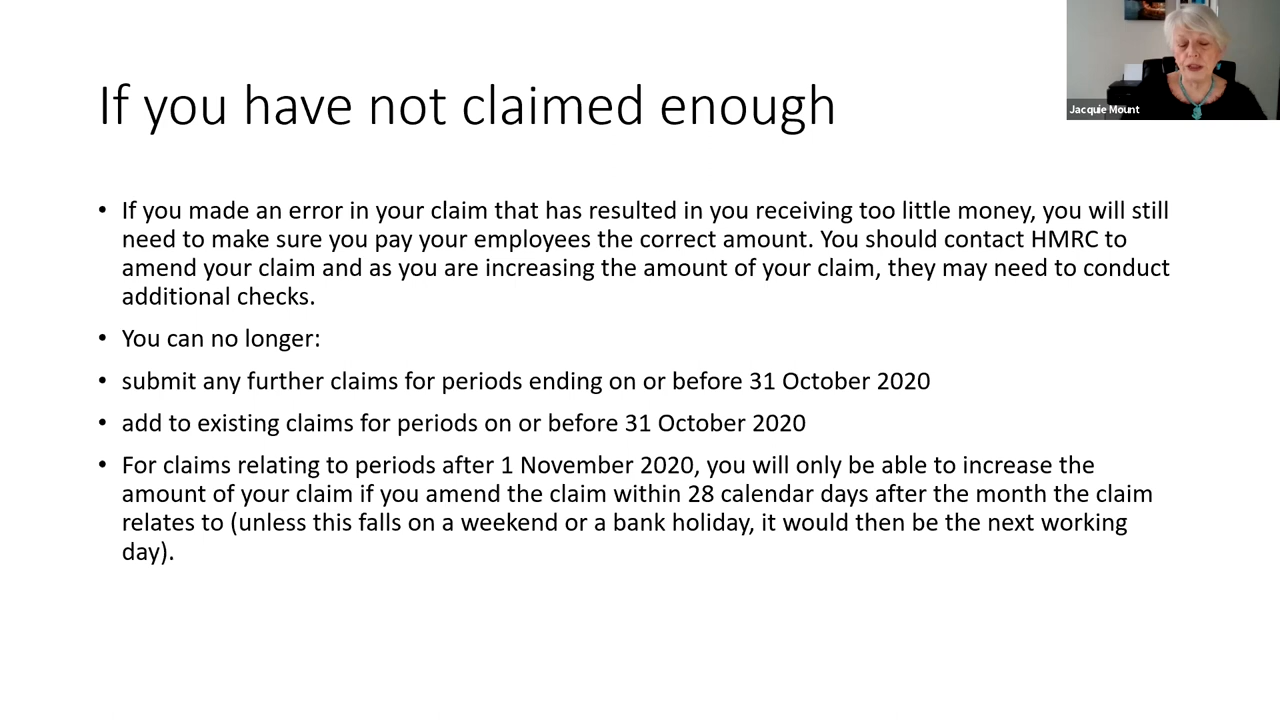 Jacquie Mount
If you have not claimed enough
• If you made an error in your claim that has resulted in you receiving too little money, you will still
need to make sure you pay your employees the correct amount. You should contact HMRC to
amend your claim and as you are increasing the amount of your claim, they may need to conduct
additional checks.
• You can no longer:
• submit any further claims for periods ending on or before 31 October 2020
• add to existing claims for periods on or before 31 October 2020
• For claims relating to periods after 1 November 2020, you will only be able to increase the
amount of your claim if you amend the claim within 28 calendar days after the month the claim
relates to (unless this falls on a weekend or a bank holiday, it would then be the next working
day).